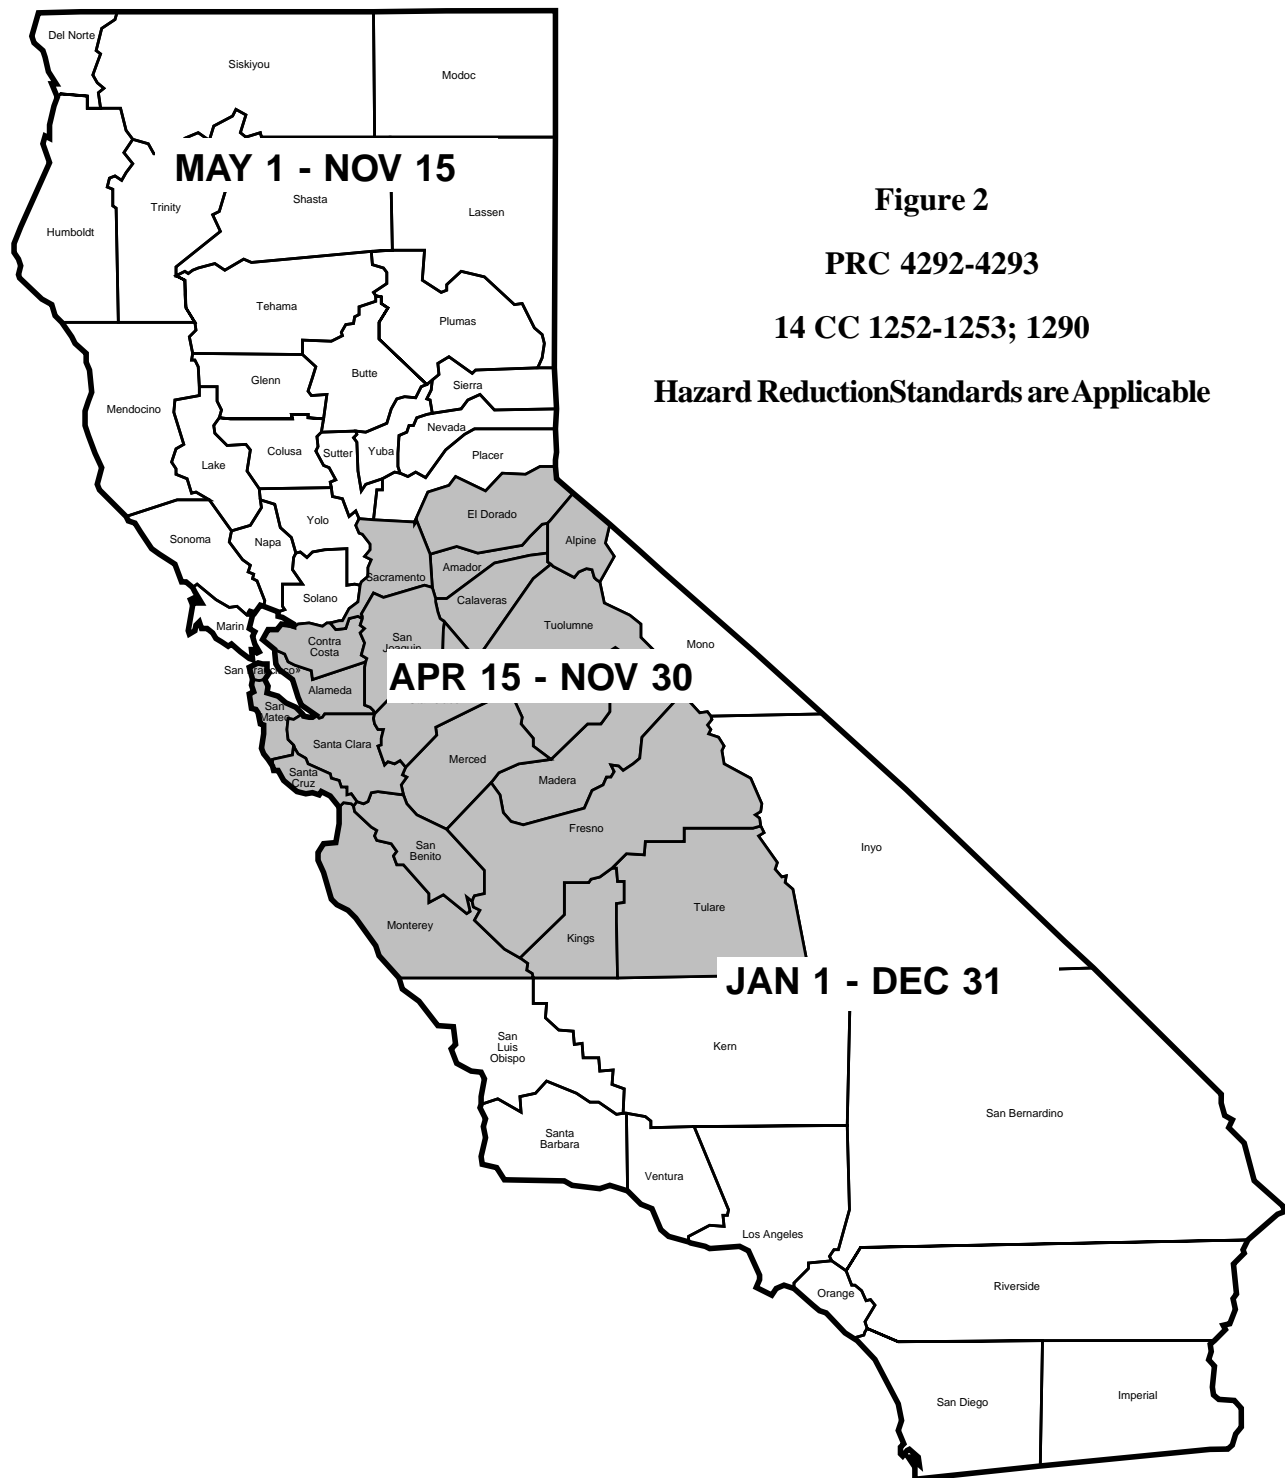 Del Norte
Siskiyou
Modoc
MAY 1 - NOV 15
Humboldt
Trinity
Shasta
Lassen
Figure 2
PRC 4292-4293
14 CC 1252-1253; 1290
Hazard ReductionStandards are Applicable
Tehama
Plumas
Glenn
Butte
Sierra
Mendocino
Nevada
Colusa
Sutter
Yuba
Placer
Lake
Yolo
El Dorado
Sonoma
Napa
Alpine
Amador
Sacramento
Solano
Calaveras
Marin
Tuolumne
Contra
Costa
San
Joaquin
Mono
San Francisco»
Alameda
APR 15 - NOV 30
San
Mateo
Santa Clara
Merced
Santa
Cruz
Madera
Fresno
San
Benito
Inyo
Tulare
Monterey
Kings
JAN 1 - DEC 31
San
Luis
Obispo
Kern
San Bernardino
Santa
Barbara
Ventura
Los Angeles
Orange
Riverside
San Diego
Imperial